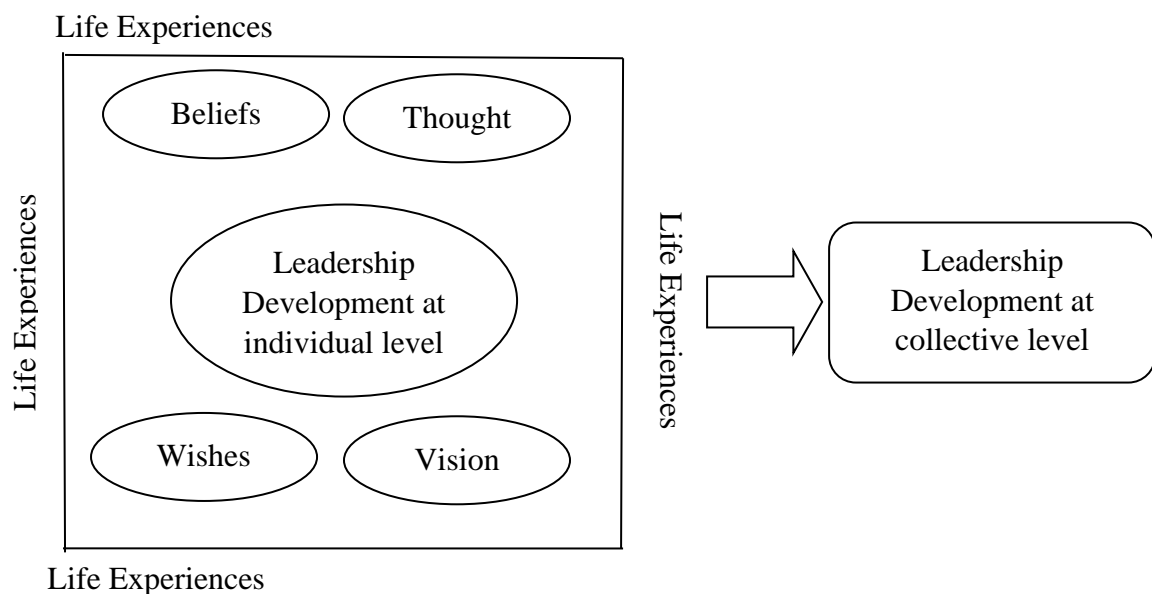 Life Experiences
Beliefs
Thought
Life Experiences
Leadership
Development at
individual level
Life Experiences
Leadership
Development at
collective level
Wishes
Vision
Life Experiences